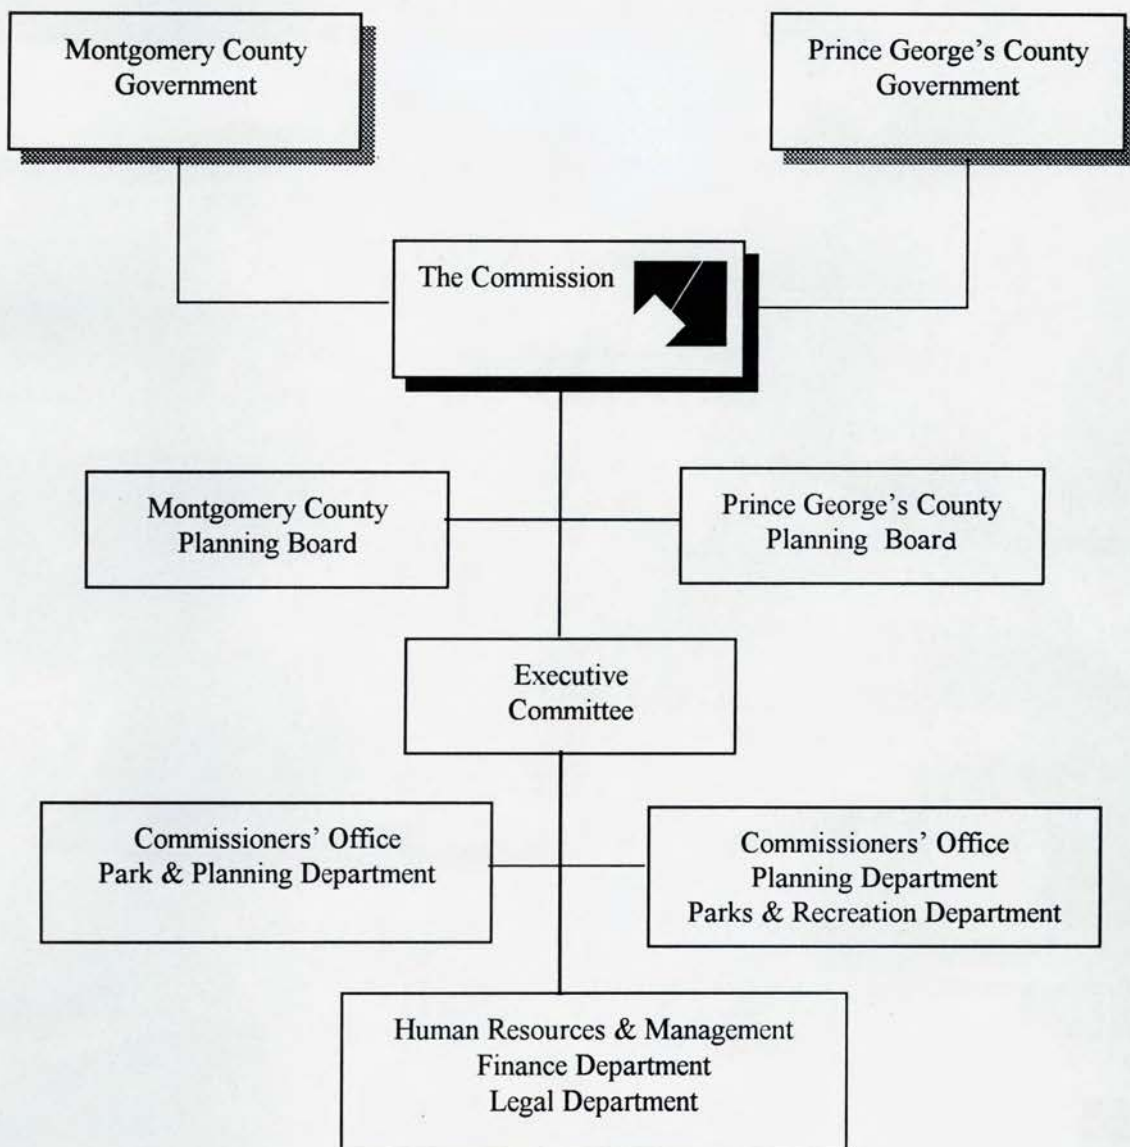 Montgomery County
Government
Prince George's County
Government
The Commission
Montgomery County
Planning Board
Prince George's County
Planning Board
Executive
Committee
Commissioners' Office
Park & Planning Department
Commissioners' Office
Planning Department
Parks & Recreation Department
Human Resources & Management
Finance Department
Legal Department